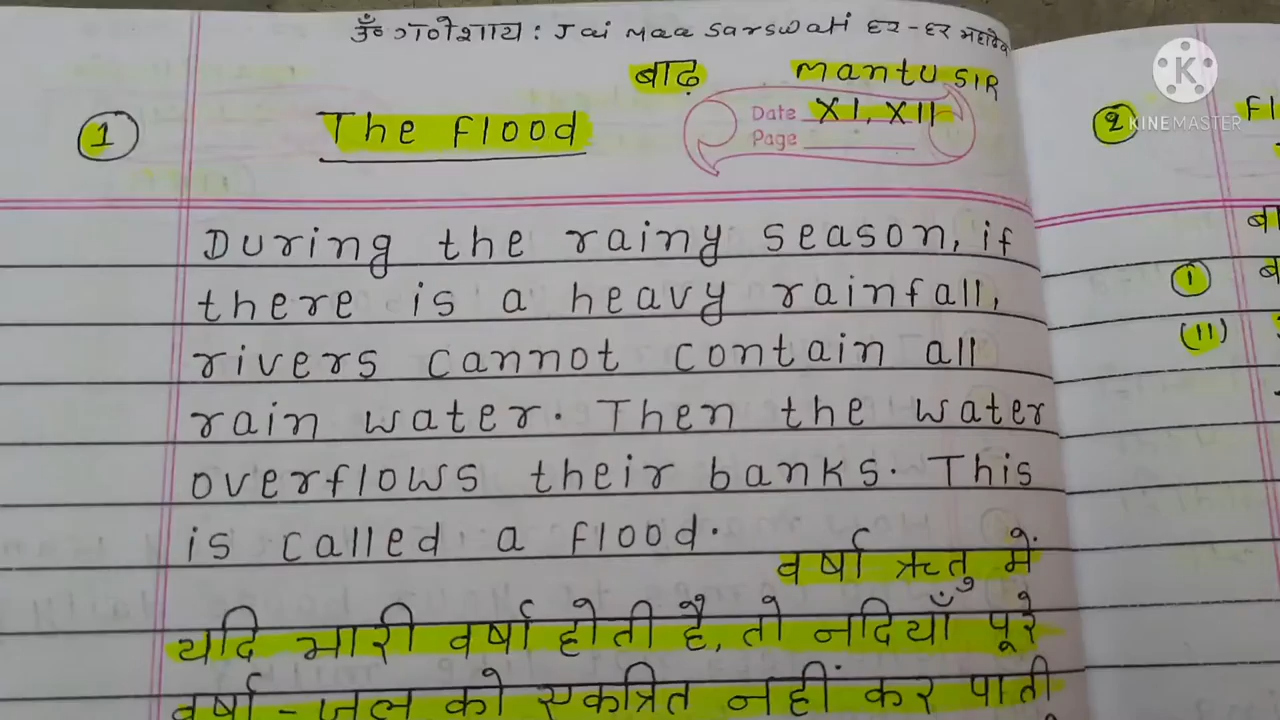 ॐ गणेशाय: Jai Maa Sarswati हर-हर महादेव
बाढ़ Mantu SIR
1 The Flood
Date XI, XII
Page
K
KINEMASTER
During the rainy season, if
there is a heavy rainfall,
rivers cannot contain all
rain water. Then the water
overflows their banks. This
is called a flood.
वर्षा ऋतु में
यदि भारी वर्षा होती है, तो नदियाँ पूरे
वर्षा-जल को एकत्रित नहीं कर पाती
2 Fl
(I)
(II)